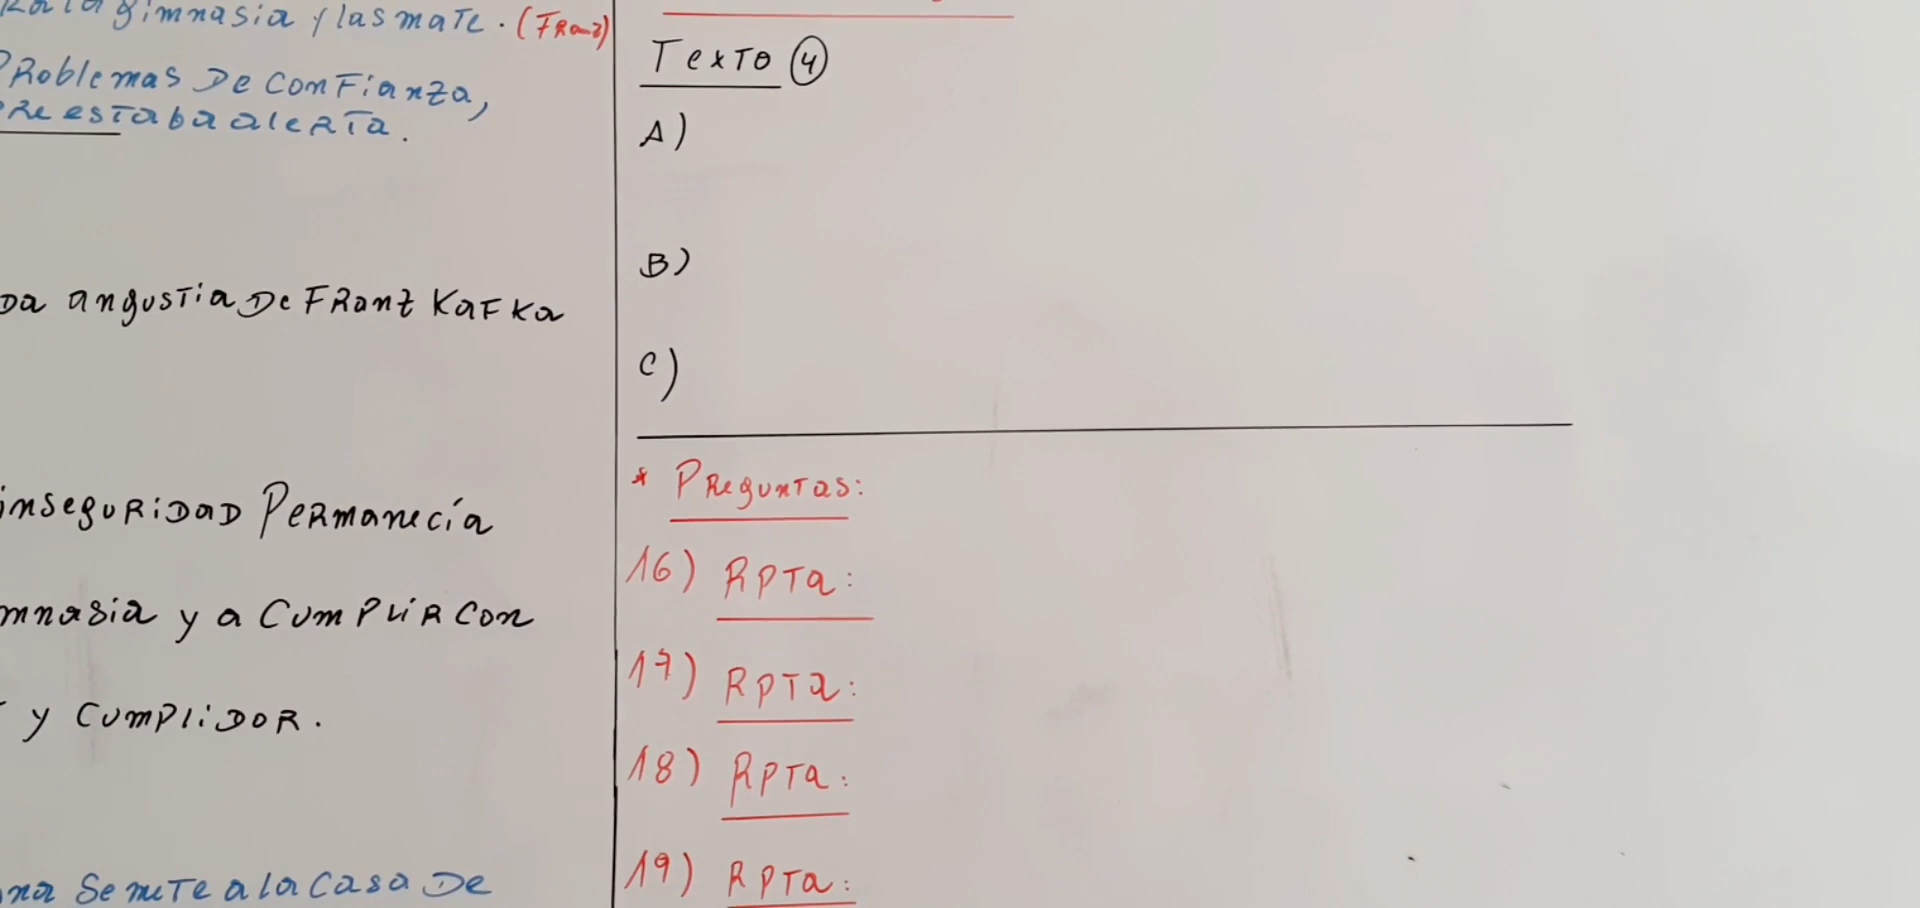 gimnasia y las mate. (Franz)
Problemas De Confianza,
estaba alerta.
angustia De Franz Kafka
inseguridad Permanecía
y a Cumplir con
y Cumplidor.
se mete a la casa De
Texto 4
A)
B)
C)
* Preguntas:
16) Rpta:
17) Rpta:
18) Rpta:
19) Rpta: